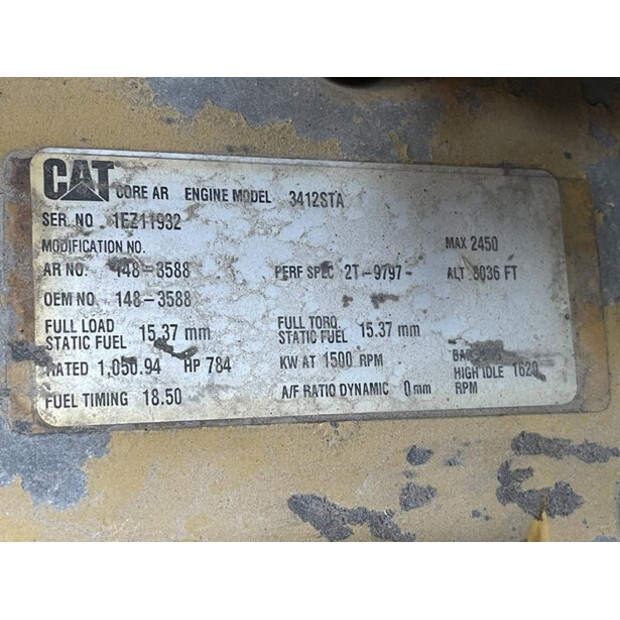 CAT CORE AR ENGINE MODEL 3412STA
SER. NO 1EZ11932
MODIFICATION NO. MAX 2450
AR NO. 148-3588 PERF SPEC 2T-9797- ALT 8036 FT
OEM NO. 148-3588
FULL LOAD STATIC FUEL 15.37 mm FULL TORQ. STATIC FUEL 15.37 mm
RATED 1,050.94 HP 784 KW AT 1500 RPM HIGH IDLE 1620 RPM
FUEL TIMING 18.50 A/F RATIO DYNAMIC 0 mm